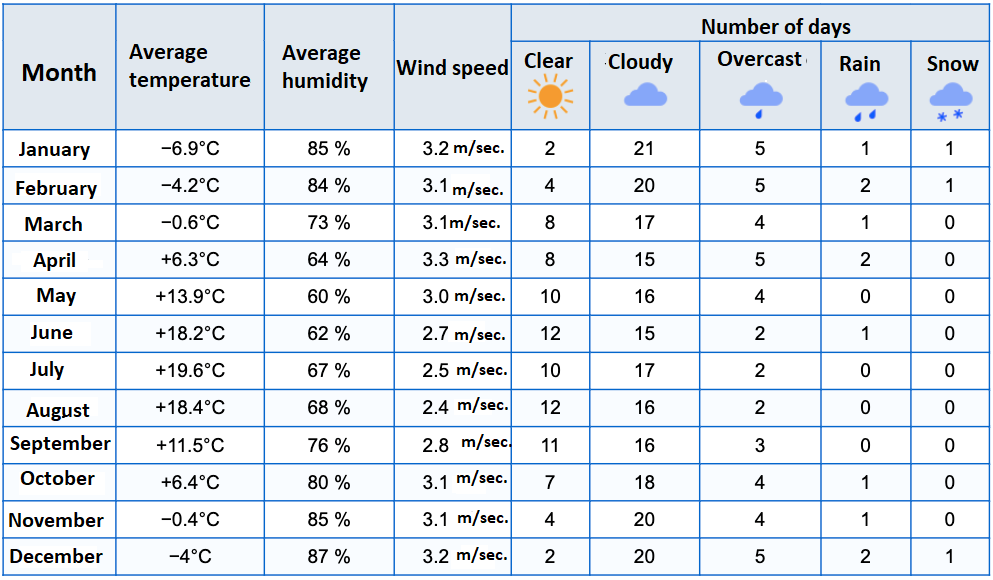 Month Average temperature Average humidity Wind speed Number of days
Clear Cloudy Overcast Rain Snow
January −6.9°C 85 % 3.2 m/sec. 2 21 5 1 1
February −4.2°C 84 % 3.1 m/sec. 4 20 5 2 1
March −0.6°C 73 % 3.1 m/sec. 8 17 4 1 0
April +6.3°C 64 % 3.3 m/sec. 8 15 5 2 0
May +13.9°C 60 % 3.0 m/sec. 10 16 4 0 0
June +18.2°C 62 % 2.7 m/sec. 12 15 2 1 0
July +19.6°C 67 % 2.5 m/sec. 10 17 2 0 0
August +18.4°C 68 % 2.4 m/sec. 12 16 2 0 0
September +11.5°C 76 % 2.8 m/sec. 11 16 3 0 0
October +6.4°C 80 % 3.1 m/sec. 7 18 4 1 0
November −0.4°C 85 % 3.1 m/sec. 4 20 4 1 0
December −4°C 87 % 3.2 m/sec. 2 20 5 2 1